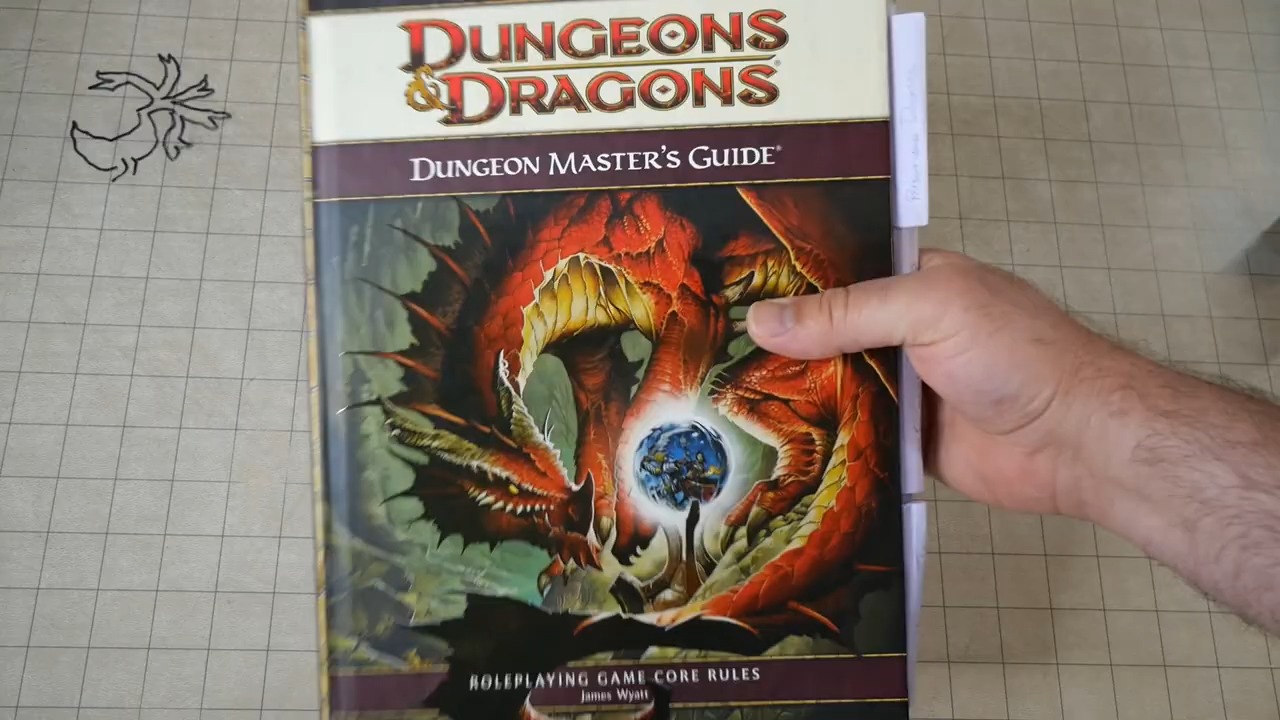 DUNGEONS
& DRAGONS®
DUNGEON MASTER'S GUIDE®
ROLEPLAYING GAME CORE RULES
James Wyatt